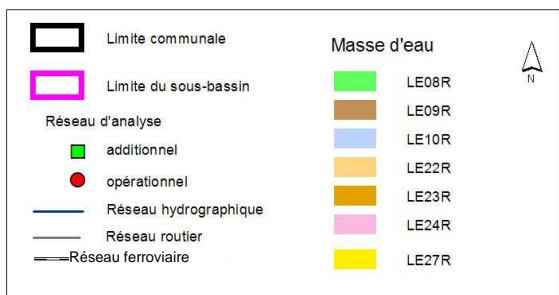 Limite communale
Limite du sous-bassin
Réseau d'analyse
additionnel
opérationnel
Réseau hydrographique
Réseau routier
Réseau ferroviaire
Masse d'eau
LE08R
LE09R
LE10R
LE22R
LE23R
LE24R
LE27R
N